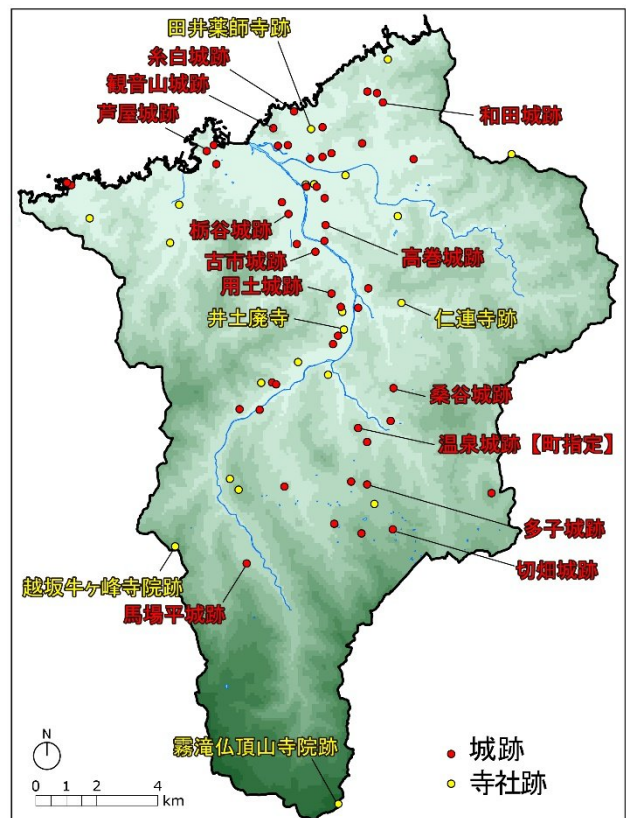 田井薬師寺跡
糸白城跡
観音山城跡
芦屋城跡
和田城跡
栃谷城跡
古市城跡
高巻城跡
用土城跡
井土廃寺
仁連寺跡
桑谷城跡
温泉城跡【町指定】
多子城跡
切畑城跡
越坂牛ヶ峰寺院跡
馬場平城跡
霧滝仏頂山寺院跡
城跡
寺社跡
N
0 1 2 4
km